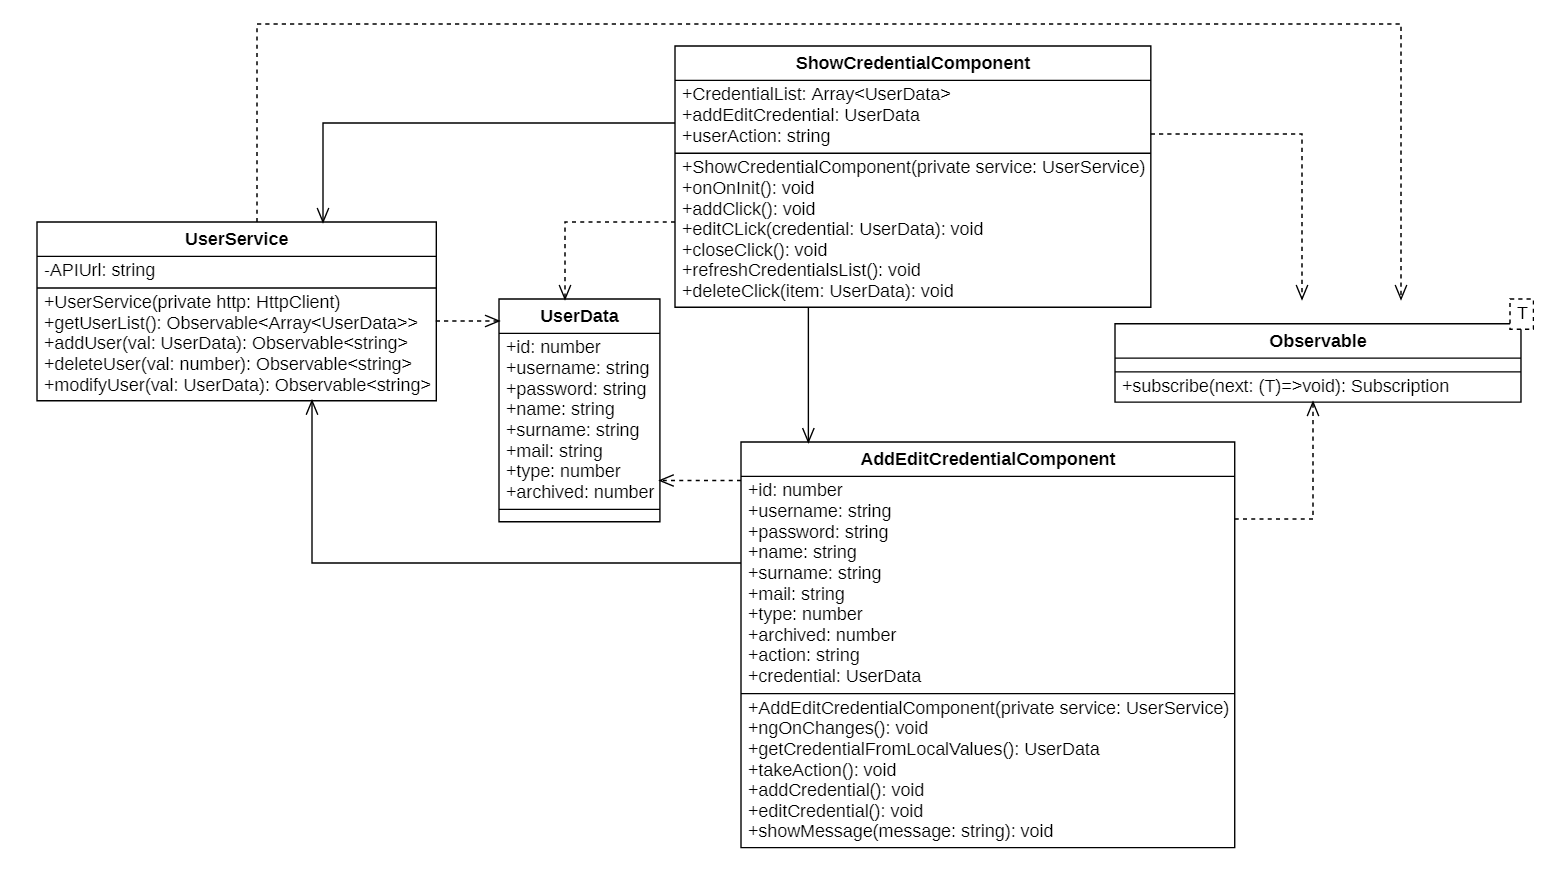 ShowCredentialComponent
+CredentialList: Array<UserData>
+addEditCredential: UserData
+userAction: string
+ShowCredentialComponent(private service: UserService)
+onOnInit(): void
+addClick(): void
+editCLick(credential: UserData): void
+closeClick(): void
+refreshCredentialsList(): void
+deleteClick(item: UserData): void
UserService
-APIUrl: string
+UserService(private http: HttpClient)
+getUserList(): Observable<Array<UserData>>
+addUser(val: UserData): Observable<string>
+deleteUser(val: number): Observable<string>
+modifyUser(val: UserData): Observable<string>
UserData
+id: number
+username: string
+password: string
+name: string
+surname: string
+mail: string
+type: number
+archived: number
T
Observable
+subscribe(next: (T)=>void): Subscription
AddEditCredentialComponent
+id: number
+username: string
+password: string
+name: string
+surname: string
+mail: string
+type: number
+archived: number
+action: string
+credential: UserData
+AddEditCredentialComponent(private service: UserService)
+ngOnChanges(): void
+getCredentialFromLocalValues(): UserData
+takeAction(): void
+addCredential(): void
+editCredential(): void
+showMessage(message: string): void